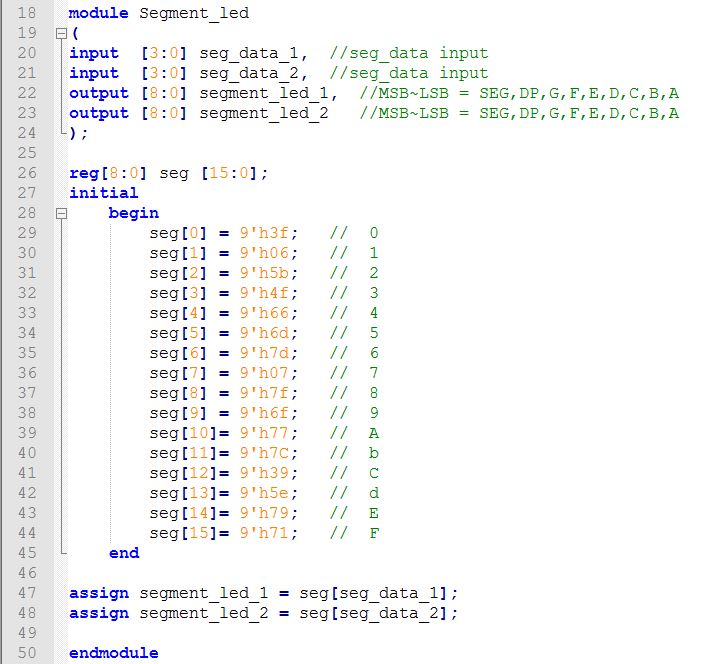 18 module Segment_led
19 (
20 input  [3:0] seg_data_1,  //seg_data input
21 input  [3:0] seg_data_2,  //seg_data input
22 output [8:0] segment_led_1,  //MSB~LSB = SEG,DP,G,F,E,D,C,B,A
23 output [8:0] segment_led_2   //MSB~LSB = SEG,DP,G,F,E,D,C,B,A
24 );
25
26 reg[8:0] seg [15:0];
27 initial
28     begin
29         seg[0] = 9'h3f;   //  0
30         seg[1] = 9'h06;   //  1
31         seg[2] = 9'h5b;   //  2
32         seg[3] = 9'h4f;   //  3
33         seg[4] = 9'h66;   //  4
34         seg[5] = 9'h6d;   //  5
35         seg[6] = 9'h7d;   //  6
36         seg[7] = 9'h07;   //  7
37         seg[8] = 9'h7f;   //  8
38         seg[9] = 9'h6f;   //  9
39         seg[10]= 9'h77;   //  A
40         seg[11]= 9'h7C;   //  b
41         seg[12]= 9'h39;   //  C
42         seg[13]= 9'h5e;   //  d
43         seg[14]= 9'h79;   //  E
44         seg[15]= 9'h71;   //  F
45     end
46
47 assign segment_led_1 = seg[seg_data_1];
48 assign segment_led_2 = seg[seg_data_2];
49
50 endmodule